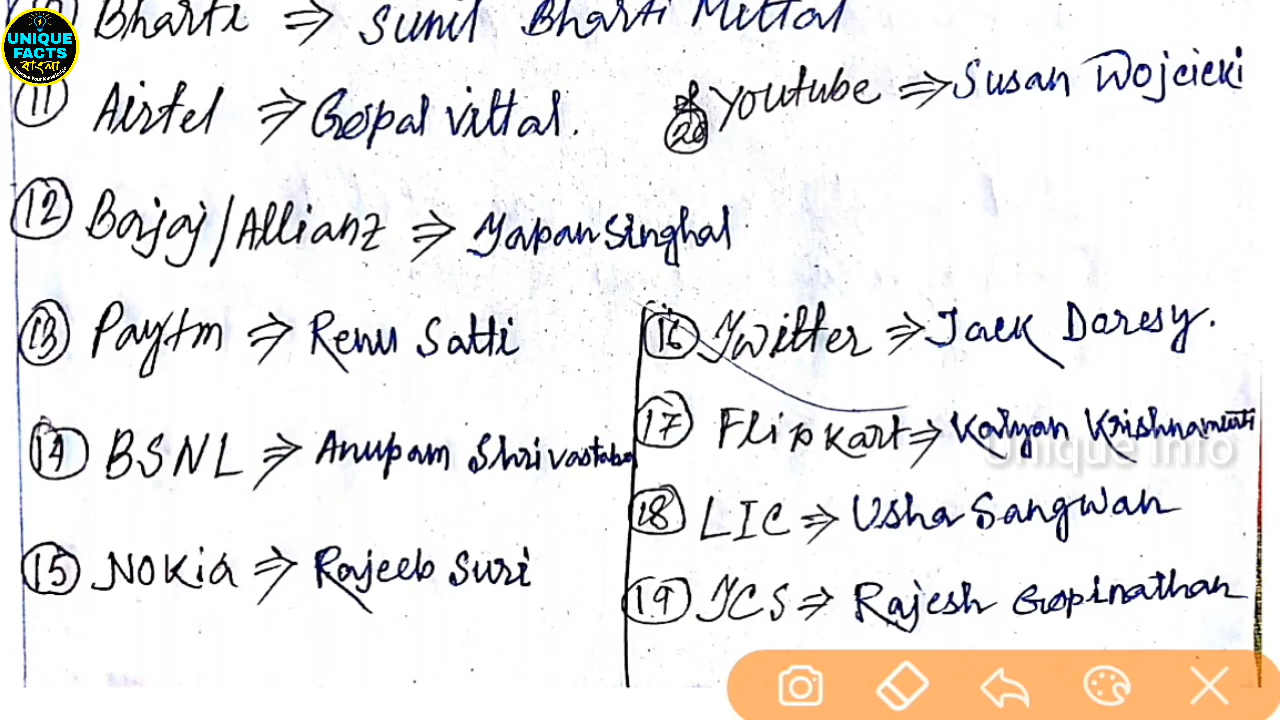 UNIQUE
FACTS
বাংলা
Bharti ⇒ Sunil Bharti Mittal
11 Airtel ⇒ Gopal Vittal.
12 Bajaj/Allianz ⇒ Tapan Singhal
13 Paytm ⇒ Renu Satti
14 BSNL ⇒ Anupam Shrivastaba
15 NOKIA ⇒ Rajeeb Suri
20 Youtube ⇒ Susan Wojcicki
16 Twitter ⇒ Jack Doresy.
17 Flipkart ⇒ Kalyan Krishnamurti
Unique Info
18 LIC ⇒ Usha Sangwan
19 TCS ⇒ Rajesh Gopinathan